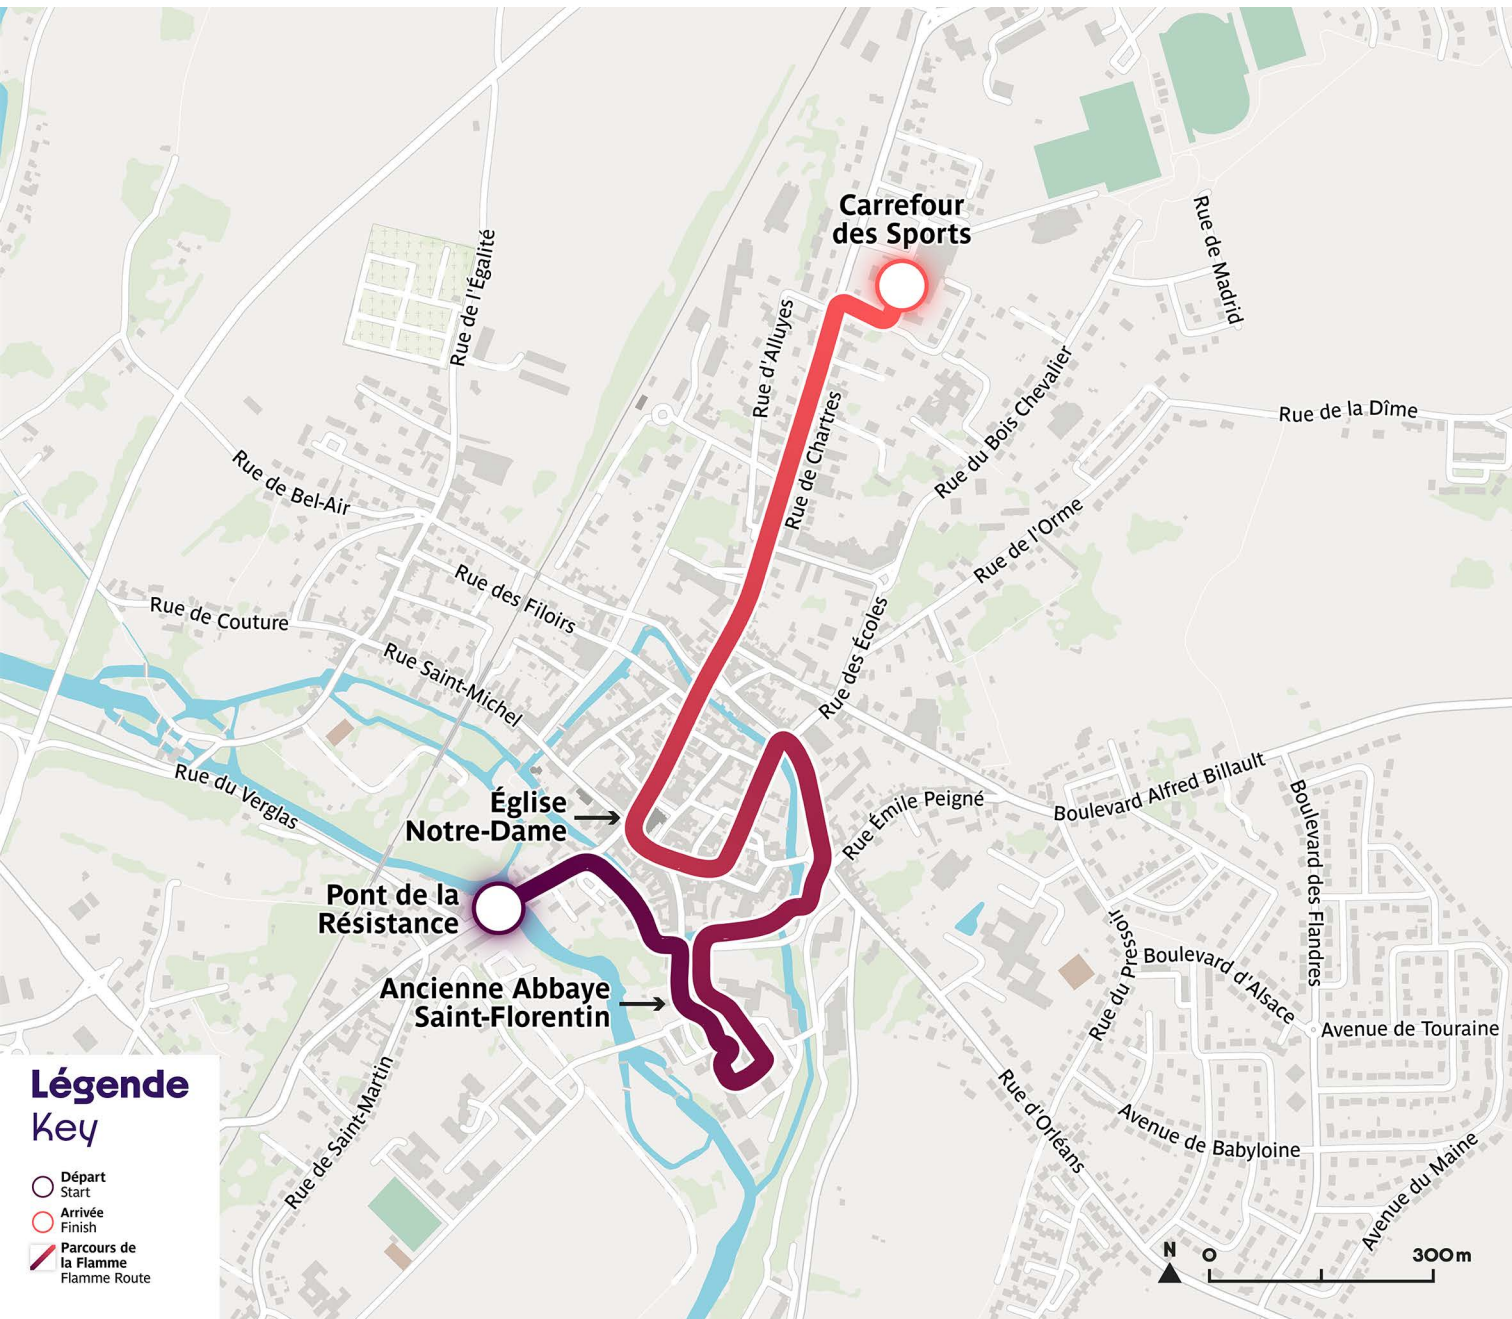 Carrefour
des Sports
Rue de Madrid
Rue de l'Égalité
Rue d'Alluyes
Rue de Chartres
Rue du Bois Chevalier
Rue de la Dîme
Rue de Bel-Air
Rue de l'Orme
Rue des Filoirs
Rue de Couture
Rue Saint-Michel
Rue des Écoles
Rue du Verglas
Église
Notre-Dame
Rue Émile Peigné
Boulevard Alfred Billault
Boulevard des Flandres
Pont de la
Résistance
Rue du Pressoir
Boulevard d'Alsace
Ancienne Abbaye
Saint-Florentin
Avenue de Touraine
Rue de Saint-Martin
Rue d'Orléans
Avenue de Babyloine
Avenue du Maine
Légende
Key
Départ
Start
Arrivée
Finish
Parcours de
la Flamme
Flamme Route
N 0 300 m